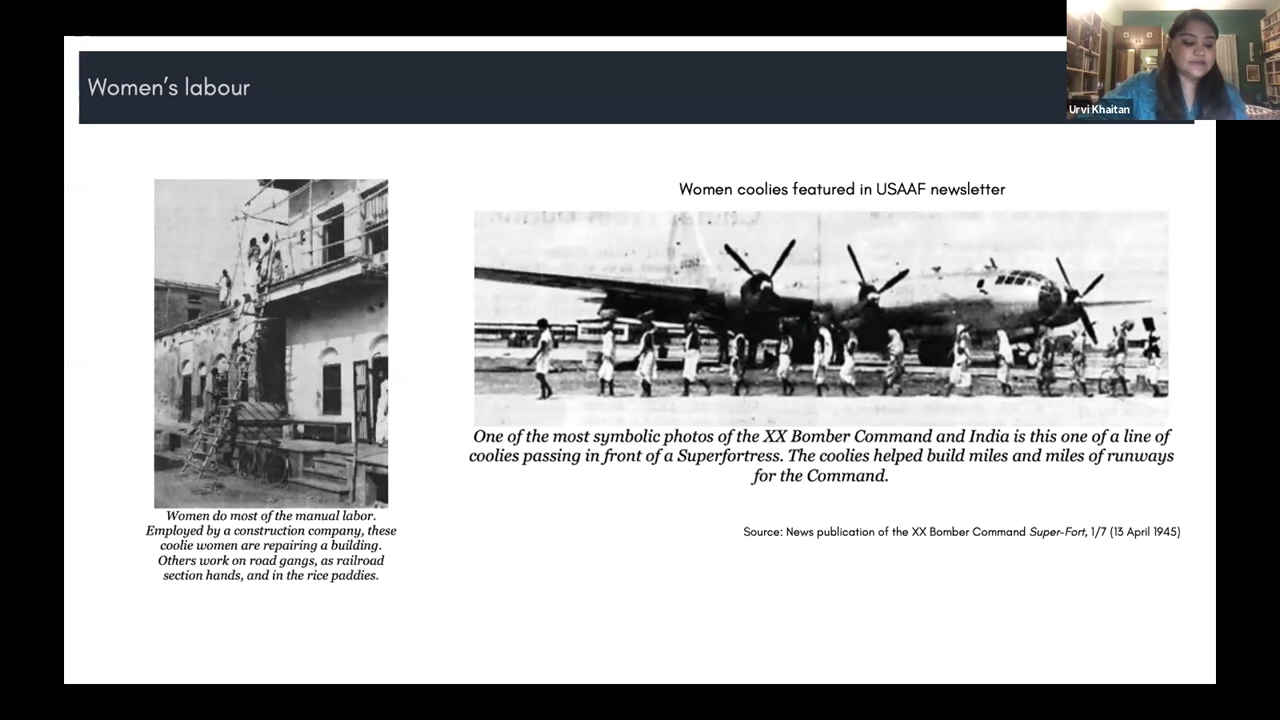 Women's labour
Urvi Khaitan
Women coolies featured in USAAF newsletter
One of the most symbolic photos of the XX Bomber Command and India is this one of a line of
coolies passing in front of a Superfortress. The coolies helped build miles and miles of runways
for the Command.
Source: News publication of the XX Bomber Command Super-Fort, 1/7 (13 April 1945)
Women do most of the manual labor.
Employed by a construction company, these
coolie women are repairing a building.
Others work on road gangs, as railroad
section hands, and in the rice paddies.